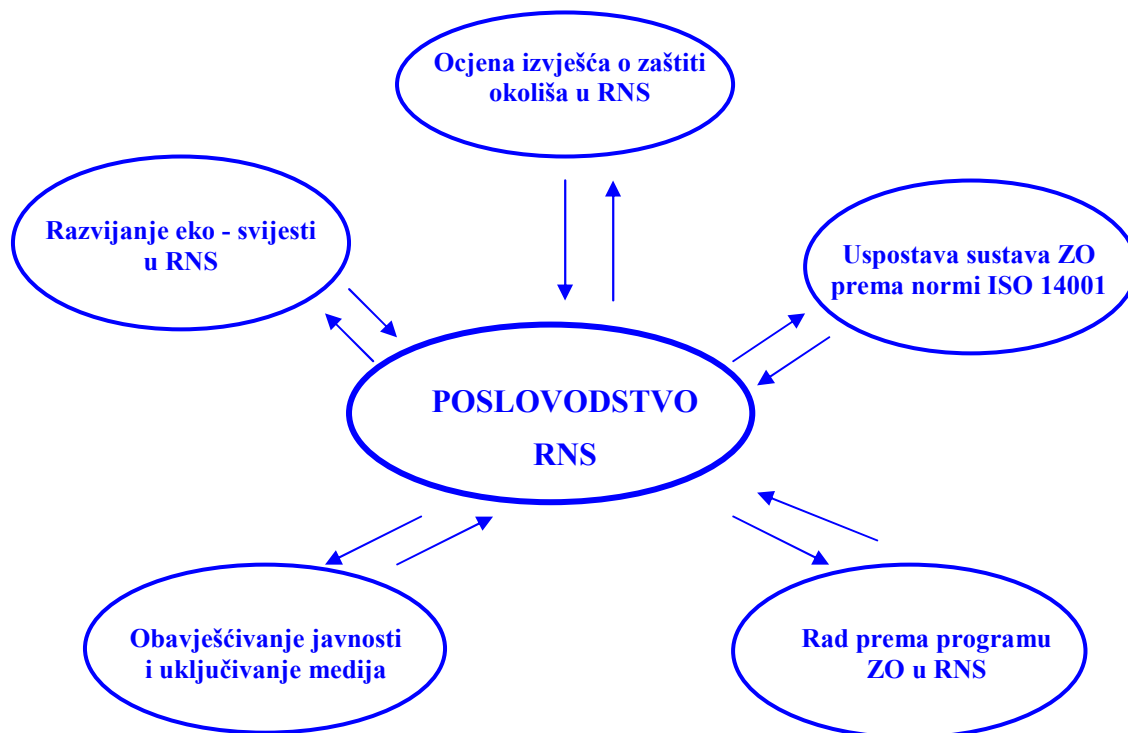 Ocjena izvješća o zaštiti
okoliša u RNS
Razvijanje eko - svijesti
u RNS
Uspostava sustava ZO
prema normi ISO 14001
POSLOVODSTVO
RNS
Obavješćivanje javnosti
i uključivanje medija
Rad prema programu
ZO u RNS